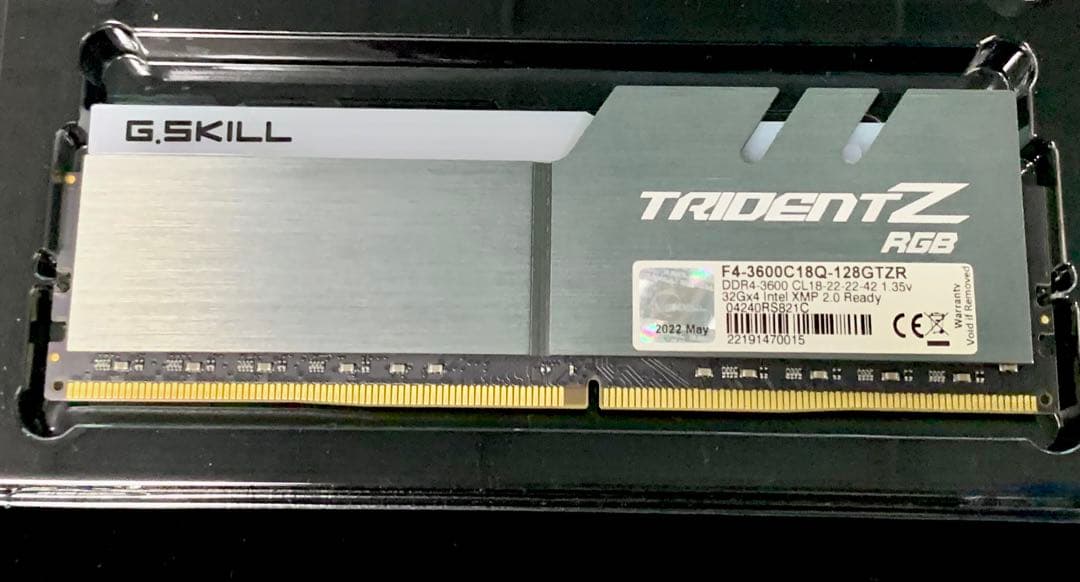 G.SKILL
TRIDENT Z
RGB
F4-3600C18Q-128GTZR
DDR4-3600 CL18-22-22-42 1.35v
32Gx4 Intel XMP 2.0 Ready
04240RS821C
2022 May
22191470015
CE
Warranty
Void if Removed